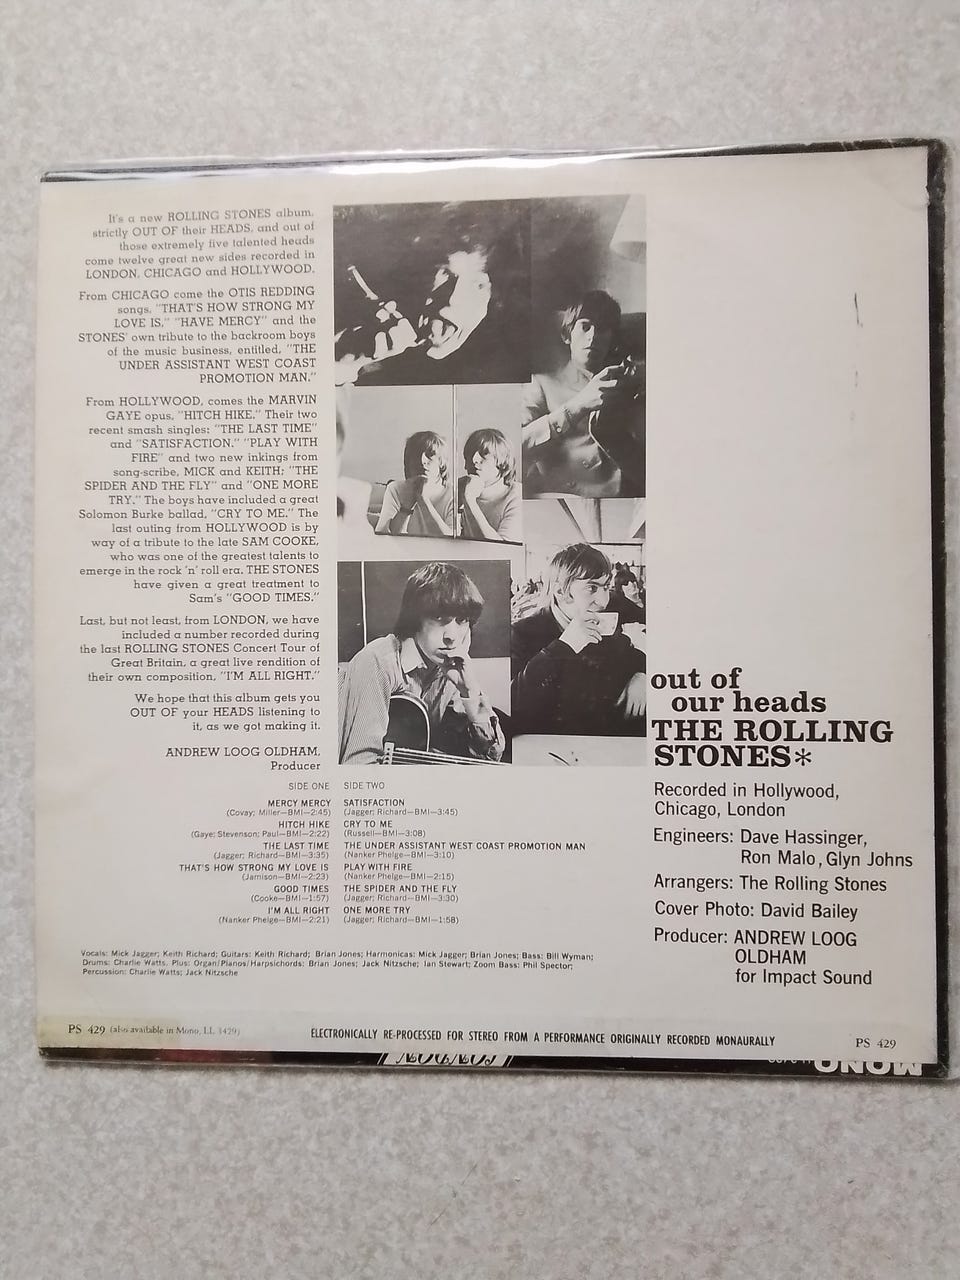 It's a new ROLLING STONES album,
strictly OUT OF their HEADS, and out of
those extremely five talented heads
come twelve great new sides recorded in
LONDON, CHICAGO and HOLLYWOOD.
From CHICAGO come the OTIS REDDING
songs, "THAT'S HOW STRONG MY
LOVE IS," "HAVE MERCY" and the
STONES' own tribute to the backroom boys
of the music business, entitled, "THE
UNDER ASSISTANT WEST COAST
PROMOTION MAN."
From HOLLYWOOD, comes the MARVIN
GAYE opus, "HITCH HIKE." Their two
recent smash singles: "THE LAST TIME"
and "SATISFACTION." "PLAY WITH
FIRE" and two new inkings from
song-scribe, MICK and KEITH; "THE
SPIDER AND THE FLY" and "ONE MORE
TRY." The boys have included a great
Solomon Burke ballad, "CRY TO ME." The
last outing from HOLLYWOOD is by
way of a tribute to the late SAM COOKE,
who was one of the greatest talents to
emerge in the rock 'n' roll era. THE STONES
have given a great treatment to
Sam's "GOOD TIMES."
Last, but not least, from LONDON, we have
included a number recorded during
the last ROLLING STONES Concert Tour of
Great Britain, a great live rendition of
their own composition, "I'M ALL RIGHT."
We hope that this album gets you
OUT OF your HEADS listening to
it, as we got making it.
ANDREW LOOG OLDHAM,
Producer
SIDE ONE
MERCY MERCY
(Covay; Miller—BMI—2:45)
HITCH HIKE
(Gaye; Stevenson; Paul—BMI—2:22)
THE LAST TIME
(Jagger; Richard—BMI—3:35)
THAT'S HOW STRONG MY LOVE IS
(Jamison—BMI—2:23)
GOOD TIMES
(Cooke—BMI—1:57)
I'M ALL RIGHT
(Nanker Phelge—BMI—2:21)
SIDE TWO
SATISFACTION
(Jagger; Richard—BMI—3:45)
CRY TO ME
(Russell—BMI—3:08)
THE UNDER ASSISTANT WEST COAST PROMOTION MAN
(Nanker Phelge—BMI—3:10)
PLAY WITH FIRE
(Nanker Phelge—BMI—2:15)
THE SPIDER AND THE FLY
(Jagger; Richard—BMI—3:30)
ONE MORE TRY
(Jagger; Richard—BMI—1:58)
out of
our heads
THE ROLLING
STONES*
Recorded in Hollywood,
Chicago, London
Engineers: Dave Hassinger,
Ron Malo, Glyn Johns
Arrangers: The Rolling Stones
Cover Photo: David Bailey
Producer: ANDREW LOOG
OLDHAM
for Impact Sound
Vocals: Mick Jagger; Keith Richard; Guitars: Keith Richard; Brian Jones; Harmonicas: Mick Jagger; Brian Jones; Bass: Bill Wyman;
Drums: Charlie Watts. Plus: Organ/Pianos/Harpsichords: Brian Jones; Jack Nitzsche; Ian Stewart; Zoom Bass: Phil Spector;
Percussion: Charlie Watts; Jack Nitzsche
PS 429 (also available in Mono, LL 3429)
ELECTRONICALLY RE-PROCESSED FOR STEREO FROM A PERFORMANCE ORIGINALLY RECORDED MONAURALLY
PS 429
LONDON
MONO